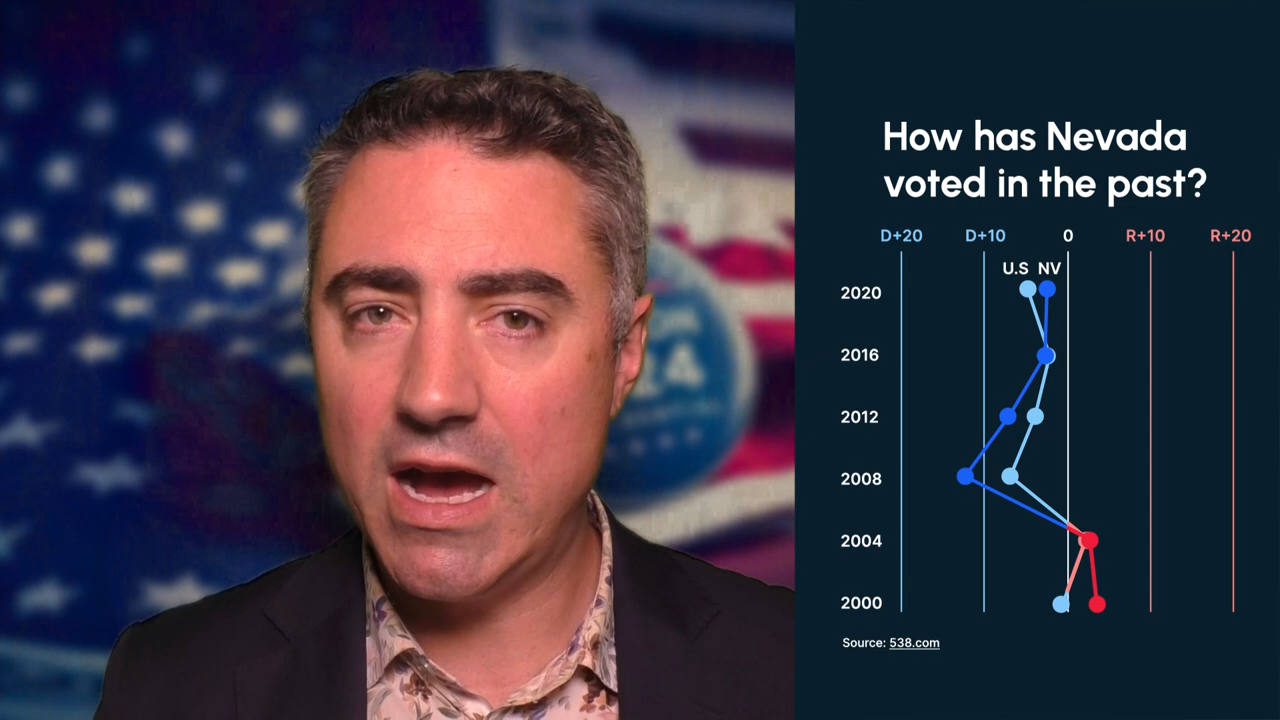 How has Nevada
voted in the past?
D+20 D+10 0 R+10 R+20
U.S NV
2020
2016
2012
2008
2004
2000
Source: 538.com
24